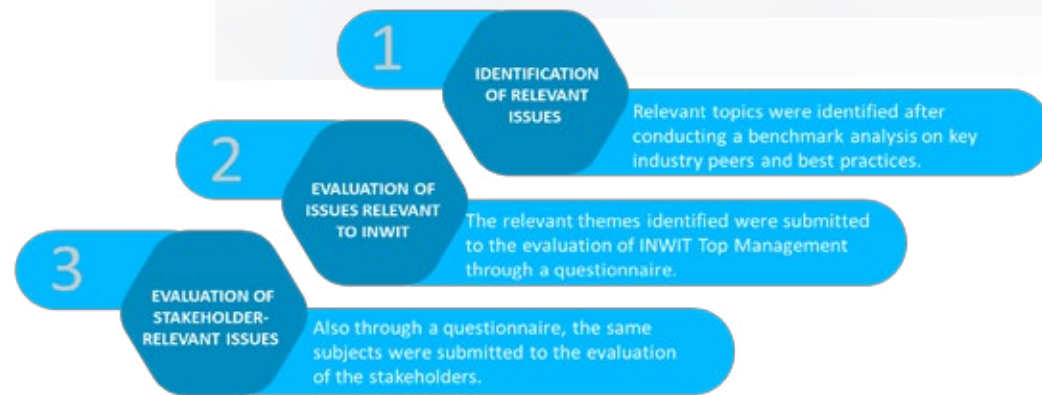 1
IDENTIFICATION
OF RELEVANT
ISSUES
Relevant topics were identified after
conducting a benchmark analysis on key
industry peers and best practices.
2
EVALUATION OF
ISSUES RELEVANT
TO INWIT
The relevant themes identified were submitted
to the evaluation of INWIT Top Management
through a questionnaire.
3
EVALUATION OF
STAKEHOLDER-
RELEVANT ISSUES
Also through a questionnaire, the same
subjects were submitted to the evaluation
of the stakeholders.